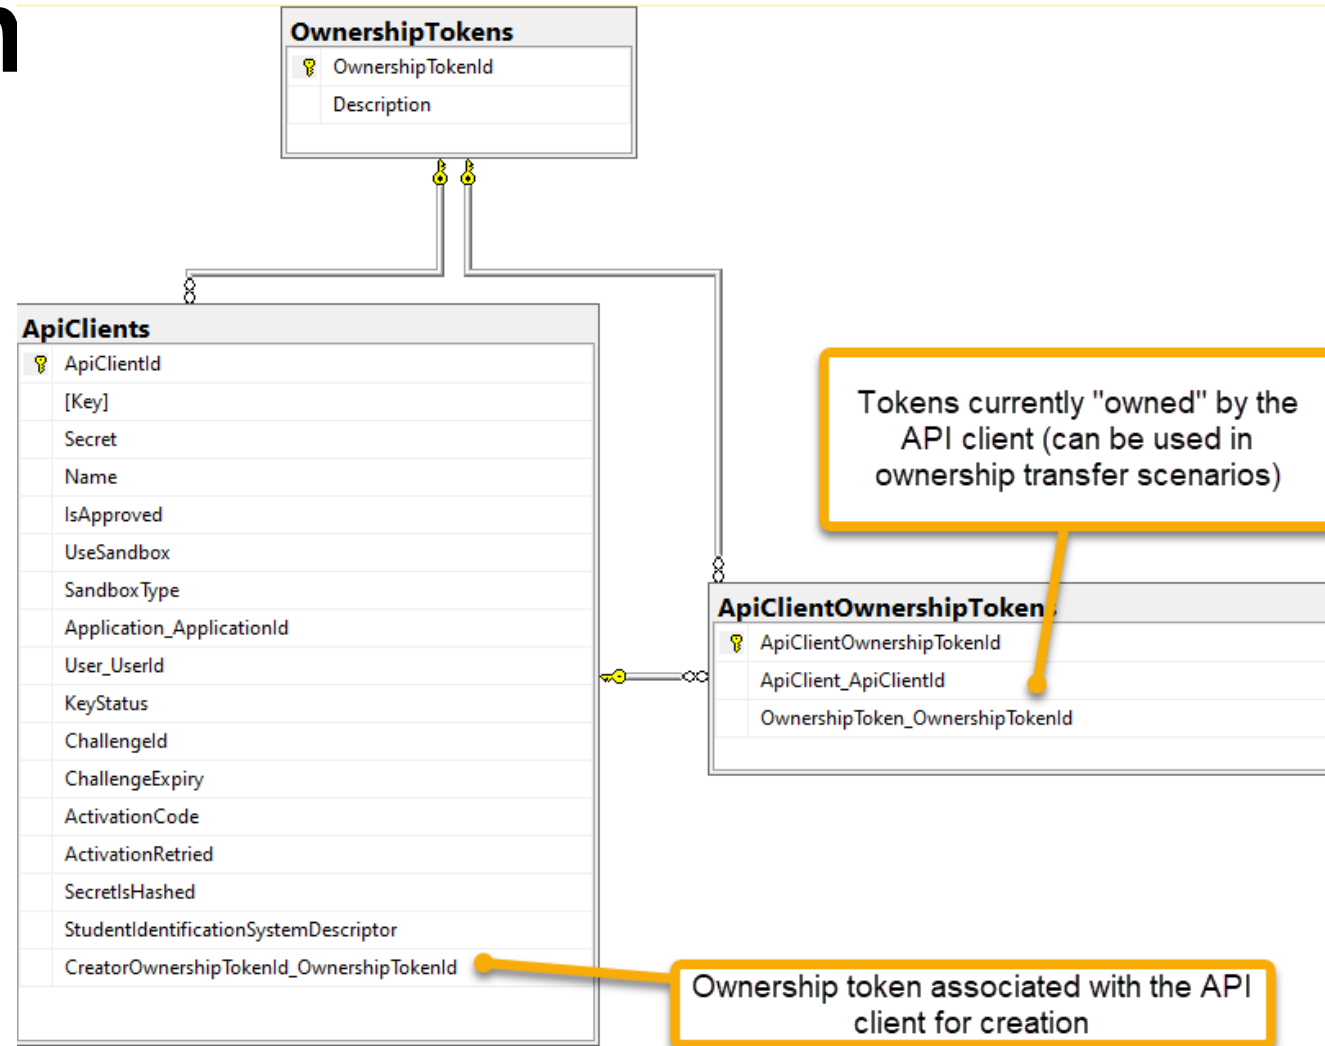 n
OwnershipTokens
OwnershipTokenId
Description
ApiClients
ApiClientId
[Key]
Secret
Name
IsApproved
UseSandbox
SandboxType
Application_ApplicationId
User_UserId
KeyStatus
ChallengeId
ChallengeExpiry
ActivationCode
ActivationRetried
SecretIsHashed
StudentIdentificationSystemDescriptor
CreatorOwnershipTokenId_OwnershipTokenId
Tokens currently "owned" by the
API client (can be used in
ownership transfer scenarios)
ApiClientOwnershipTokens
ApiClientOwnershipTokenId
ApiClient_ApiClientId
OwnershipToken_OwnershipTokenId
Ownership token associated with the API
client for creation